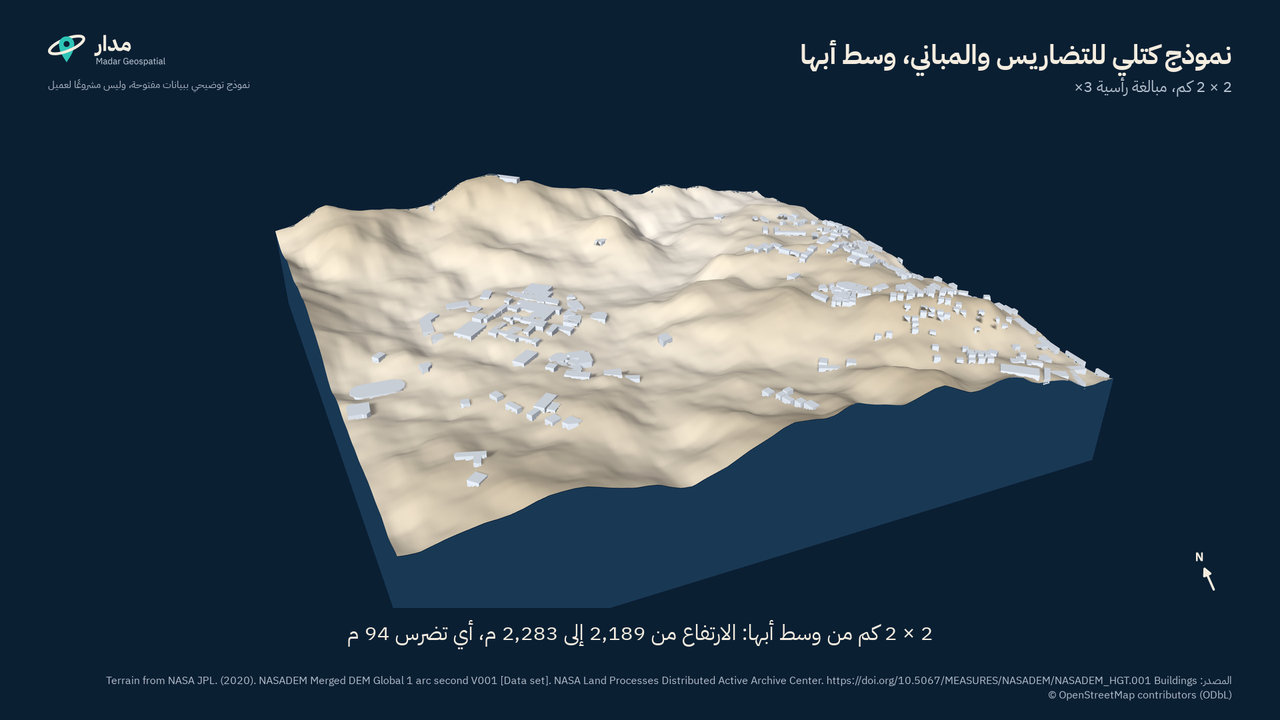 نموذج كتلي للتضاريس والمباني، وسط أبها
2 × 2 كم، مبالغة رأسية 3×
مدار
Madar Geospatial
نموذج توضيحي ببيانات مفتوحة، وليس مشروعًا لعميل
N
2 × 2 كم من وسط أبها: الارتفاع من 2,189 إلى 2,283 م، أي تضرس 94 م
المصدر: Terrain from NASA JPL. (2020). NASADEM Merged DEM Global 1 arc second V001 [Data set]. NASA Land Processes Distributed Active Archive Center. https://doi.org/10.5067/MEASURES/NASADEM/NASADEM_HGT.001 Buildings
© OpenStreetMap contributors (ODbL)